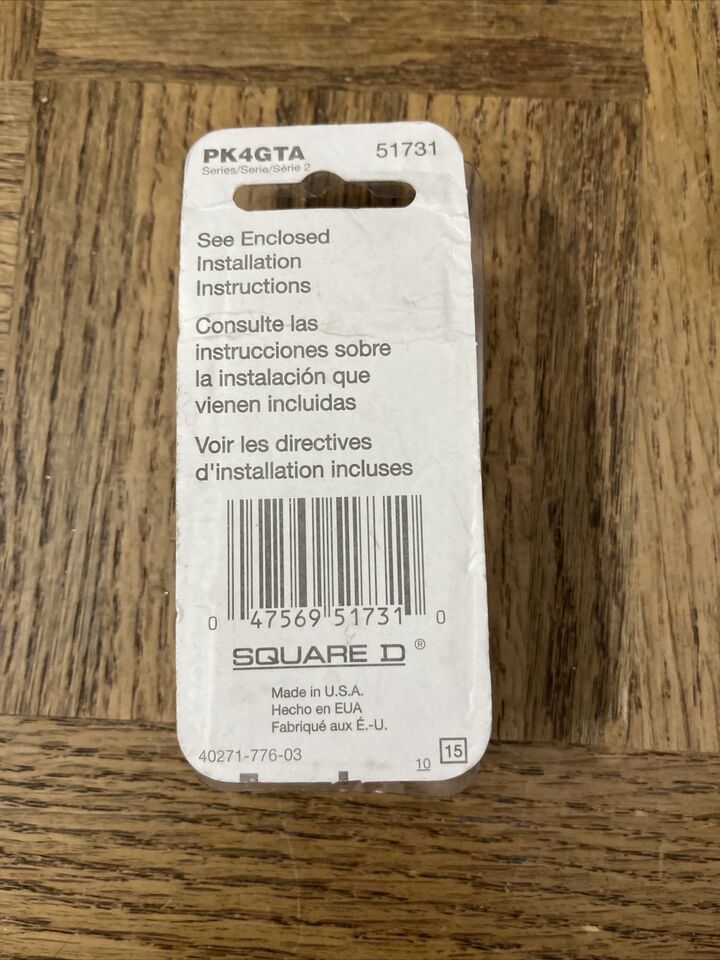 PK4GTA 51731
Series/Serie/Série 2
See Enclosed
Installation
Instructions
Consulte las
instrucciones sobre
la instalación que
vienen incluidas
Voir les directives
d'installation incluses
0 47569 51731 0
SQUARE D ®
Made in U.S.A.
Hecho en EUA
Fabriqué aux É.-U.
40271-776-03 10 15